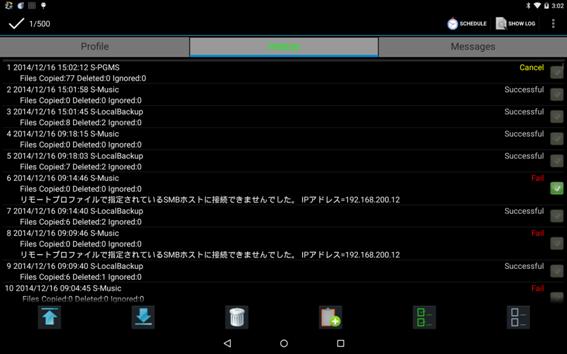 3:02
1/500
SCHEDULE
SHOW LOG
Profile
Messages
1 2014/12/16 15:02:12 S-PGMS
Cancel
Files Copied:77 Deleted:0 Ignored:0
2 2014/12/16 15:01:58 S-Music
Successful
Files Copied:0 Deleted:0 Ignored:0
3 2014/12/16 15:01:45 S-LocalBackup
Successful
Files Copied:8 Deleted:2 Ignored:0
4 2014/12/16 09:18:15 S-Music
Successful
Files Copied:0 Deleted:0 Ignored:0
5 2014/12/16 09:18:03 S-LocalBackup
Successful
Files Copied:7 Deleted:2 Ignored:0
6 2014/12/16 09:14:46 S-Music
Fail
Files Copied:0 Deleted:0 Ignored:0
リモートプロファイルで指定されているSMBホストに接続できませんでした。 IPアドレス=192.168.200.12
7 2014/12/16 09:14:40 S-LocalBackup
Successful
Files Copied:6 Deleted:2 Ignored:0
8 2014/12/16 09:09:46 S-Music
Fail
Files Copied:0 Deleted:0 Ignored:0
リモートプロファイルで指定されているSMBホストに接続できませんでした。 IPアドレス=192.168.200.12
9 2014/12/16 09:09:40 S-LocalBackup
Successful
Files Copied:6 Deleted:1 Ignored:0
10 2014/12/16 09:04:45 S-Music
Fail
Files Copied:0 Deleted:0 Ignored:0